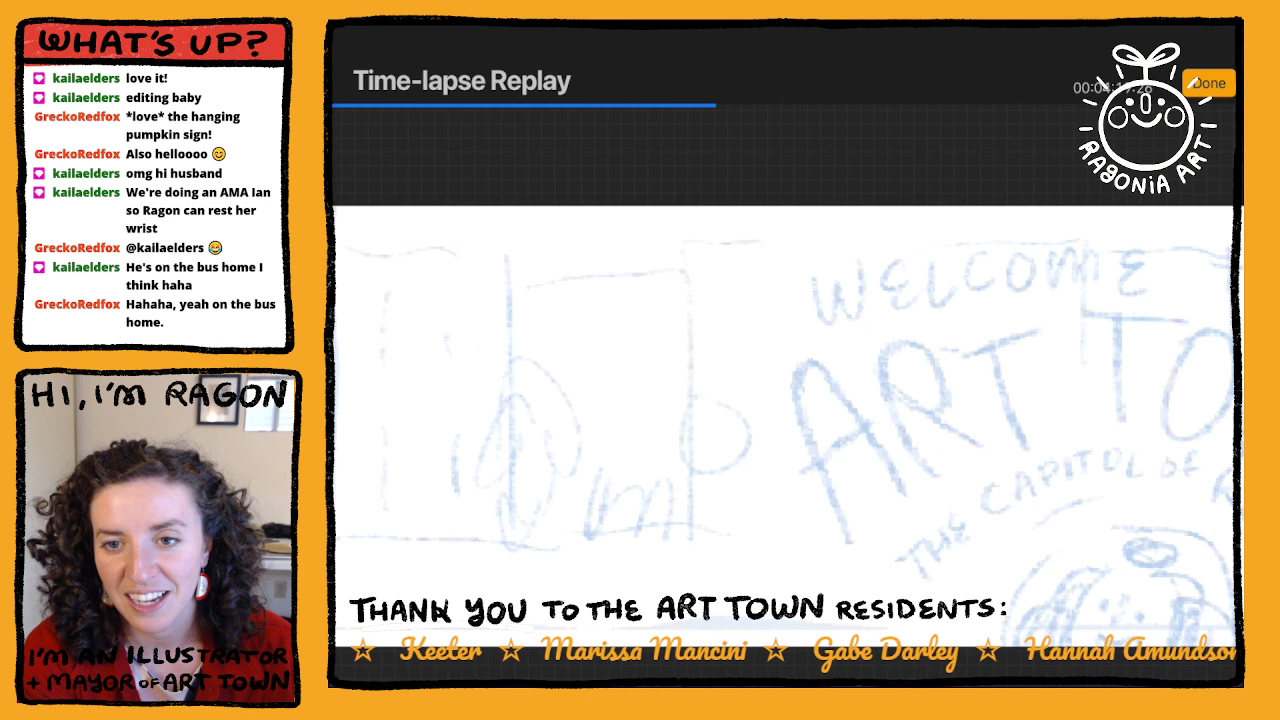 WHAT'S UP?
kailaelders love it!
kailaelders editing baby
GreckoRedfox *love* the hanging
pumpkin sign!
GreckoRedfox Also helloooo
kailaelders omg hi husband
kailaelders We're doing an AMA Ian
so Ragon can rest her
wrist
GreckoRedfox @kailaelders
kailaelders He's on the bus home I
think haha
GreckoRedfox Hahaha, yeah on the bus
home.
HI, I'M RAGON
I'M AN ILLUSTRATOR
+ MAYOR OF ART TOWN
Time-lapse Replay
Done
RAGONIA ART
WELCOME
ART TO
THE CAPITOL OF
THANK YOU TO THE ART TOWN RESIDENTS:
☆ Keeter ☆ Marissa Mancini ☆ Gabe Darley ☆ Hannah Amundson